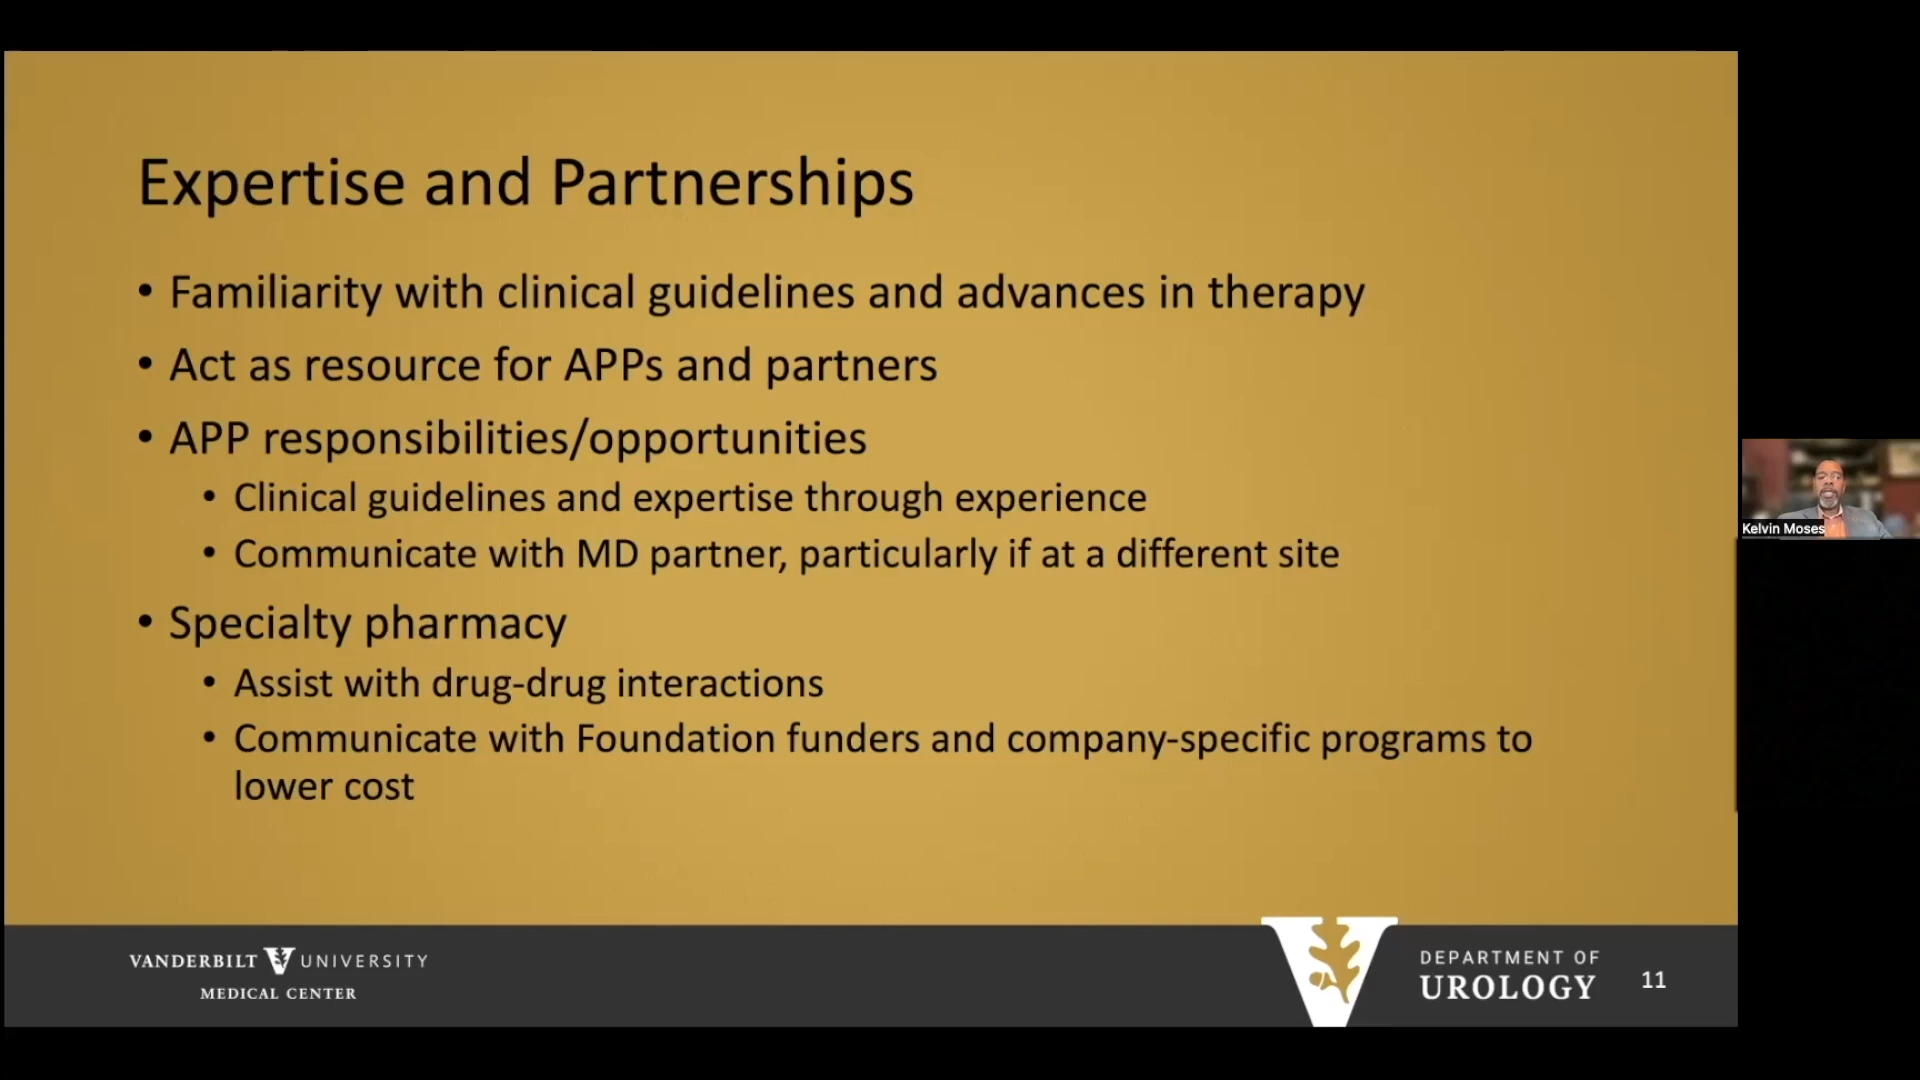 Expertise and Partnerships
• Familiarity with clinical guidelines and advances in therapy
• Act as resource for APPs and partners
• APP responsibilities/opportunities
• Clinical guidelines and expertise through experience
• Communicate with MD partner, particularly if at a different site
• Specialty pharmacy
• Assist with drug-drug interactions
• Communicate with Foundation funders and company-specific programs to
lower cost
Kelvin Moses
VANDERBILT V UNIVERSITY
MEDICAL CENTER
V
DEPARTMENT OF
UROLOGY
11